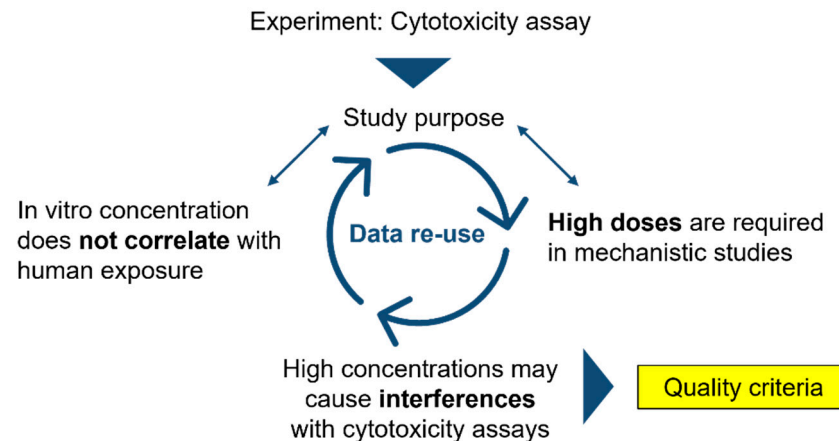 Experiment: Cytotoxicity assay
Study purpose
In vitro concentration
does not correlate with
human exposure
Data re-use
High doses are required
in mechanistic studies
High concentrations may
cause interferences
with cytotoxicity assays
Quality criteria